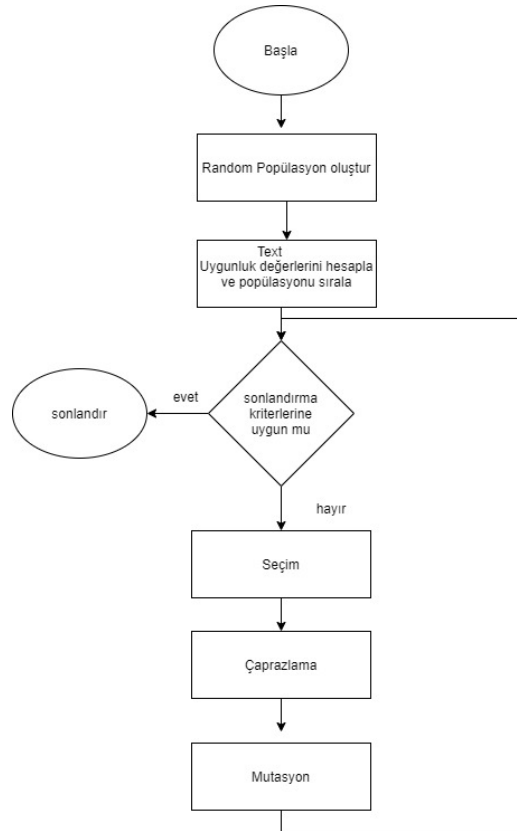 Başla
Random Popülasyon oluştur
Text
Uygunluk değerlerini hesapla
ve popülasyonu sırala
evet
sonlandır
sonlandırma
kriterlerine
uygun mu
hayır
Seçim
Çaprazlama
Mutasyon